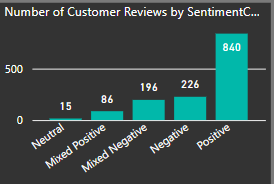 Number of Customer Reviews by SentimentC...
840
500
226
196
86
15
0
Neutral
Mixed Positive
Mixed Negative
Negative
Positive